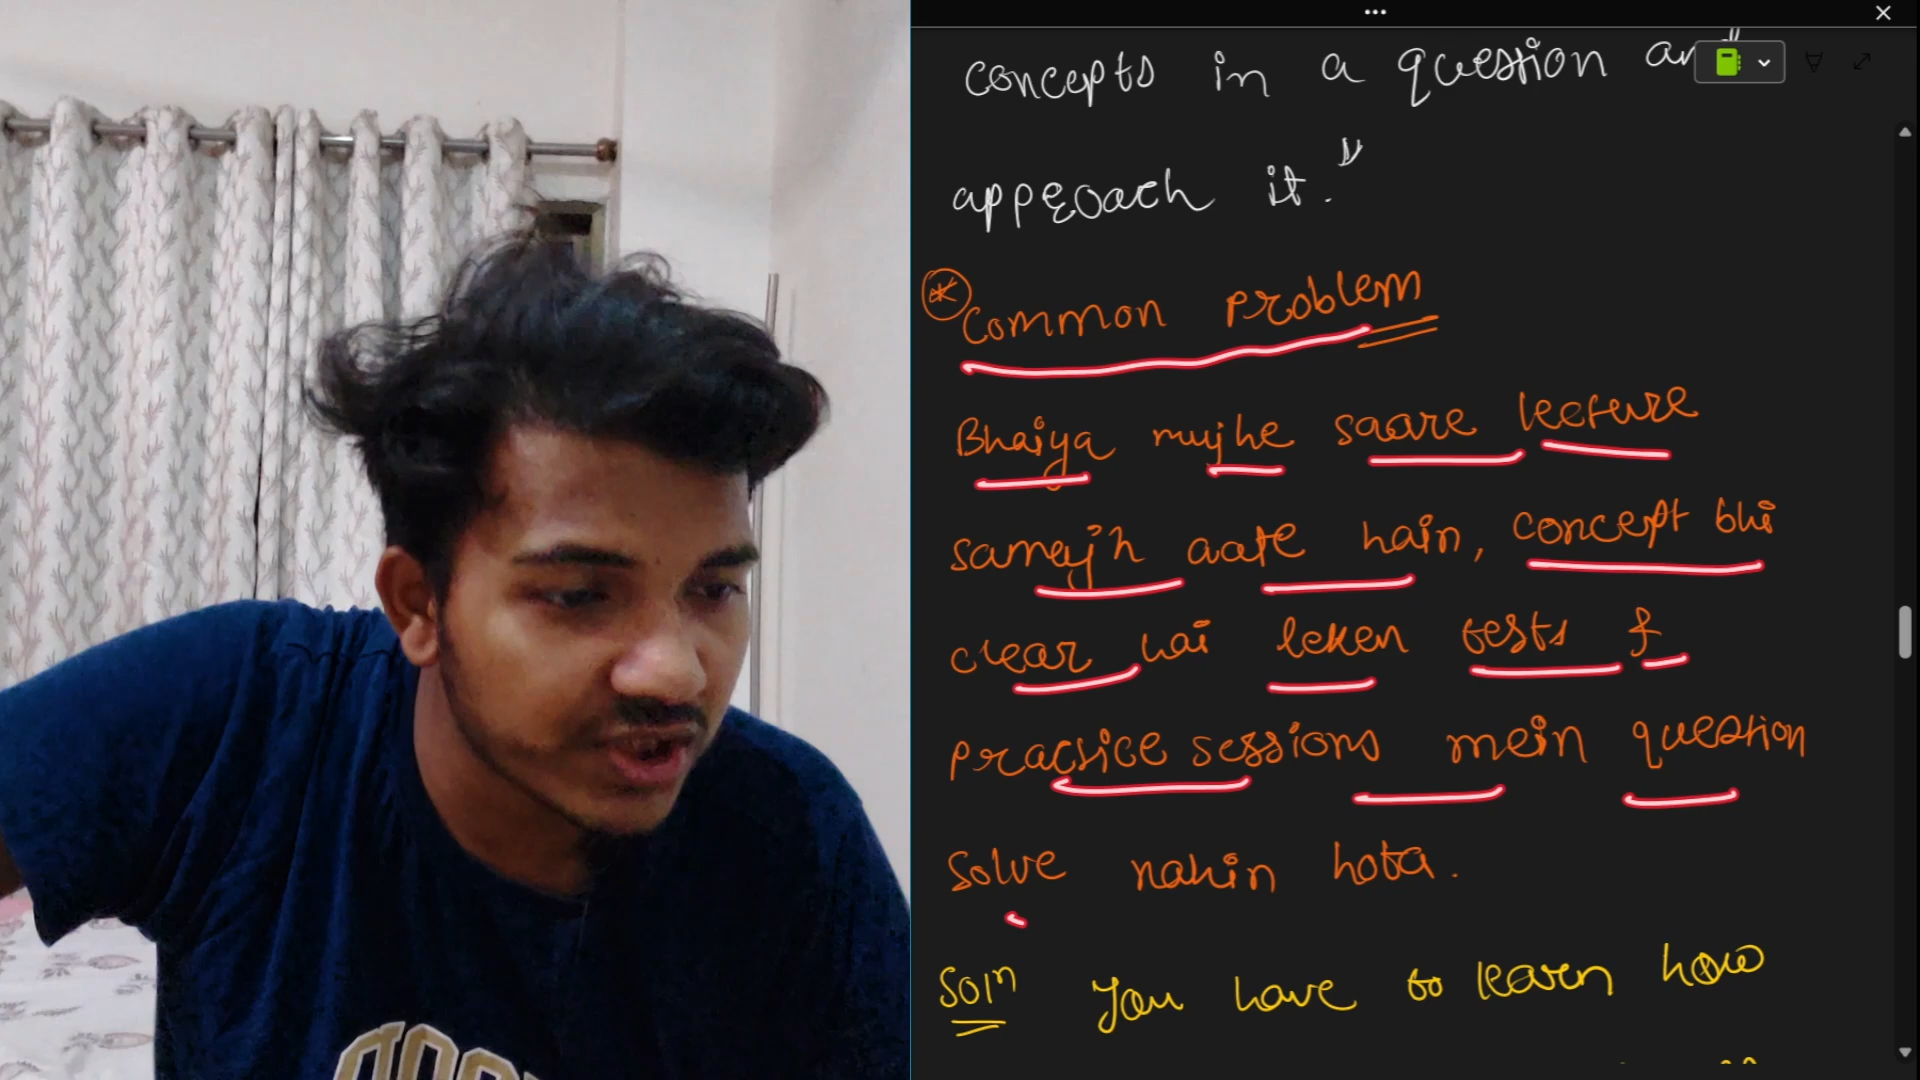 concepts in a question
approach it."
* Common Problem
Bhaiya mujhe saare lecture
samajh aate hain, concept bhi
clear hai leken tests &
Practice sessions mein question
solve nahin hota.
Soln You have to learn how